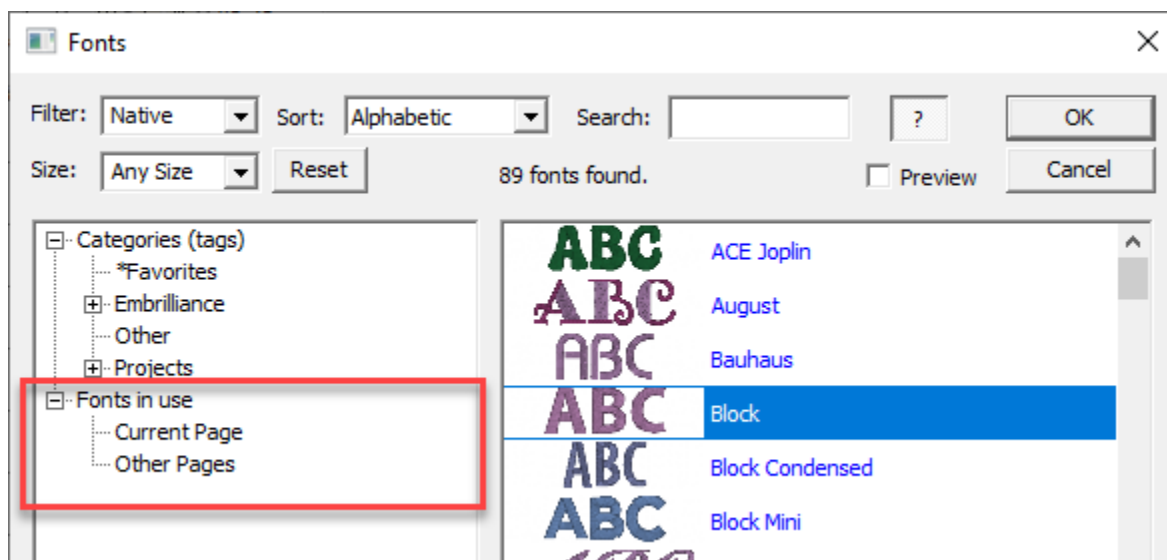 Fonts
Filter: Native Sort: Alphabetic Search: ? OK
Size: Any Size Reset 89 fonts found. Preview Cancel
Categories (tags)
*Favorites
Embrilliance
Other
Projects
Fonts in use
Current Page
Other Pages
ABC ACE Joplin
ABC August
ABC Bauhaus
ABC Block
ABC Block Condensed
ABC Block Mini